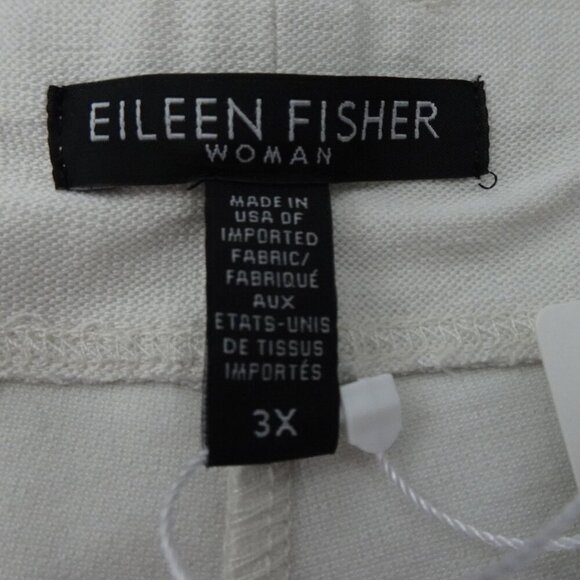 EILEEN FISHER
WOMAN
MADE IN
USA OF
IMPORTED
FABRIC/
FABRIQUÉ
AUX
ETATS-UNIS
DE TISSUS
IMPORTÉS
3X